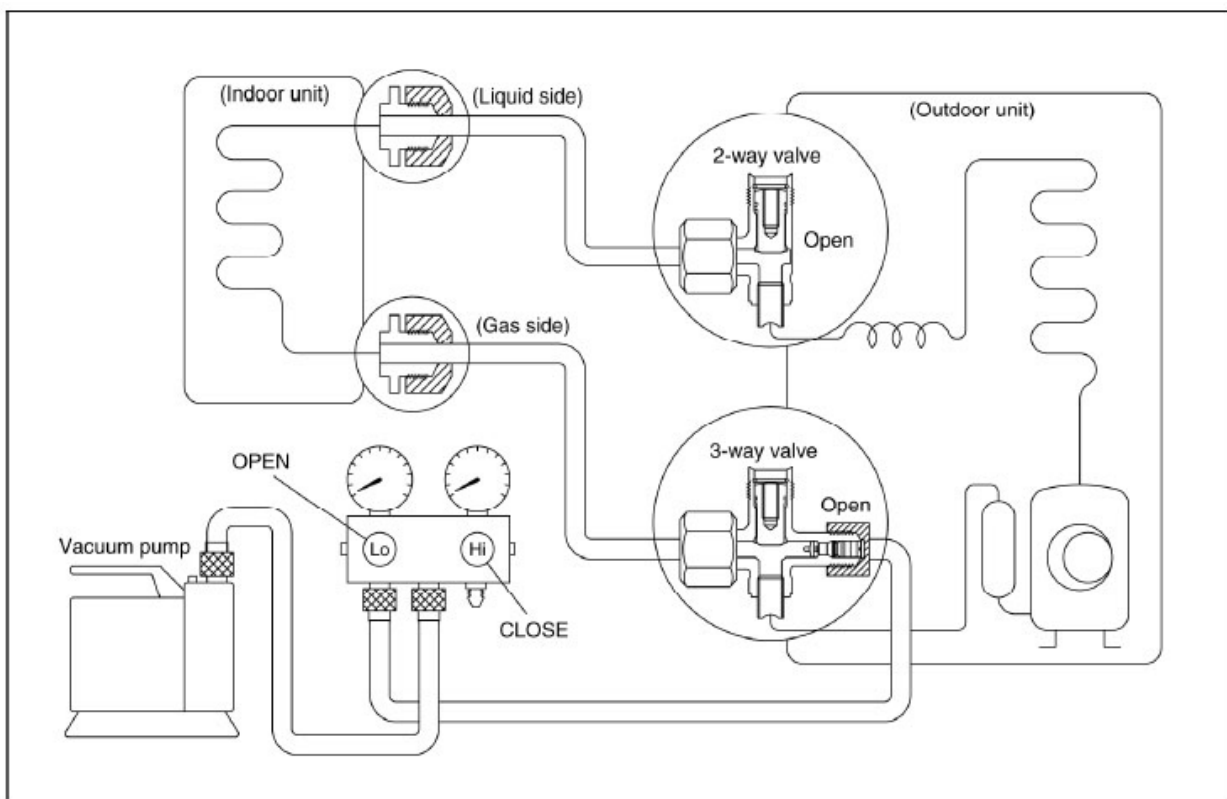 (Indoor unit)
(Liquid side)
(Outdoor unit)
2-way valve
Open
(Gas side)
3-way valve
Open
OPEN
Lo
Hi
Vacuum pump
CLOSE